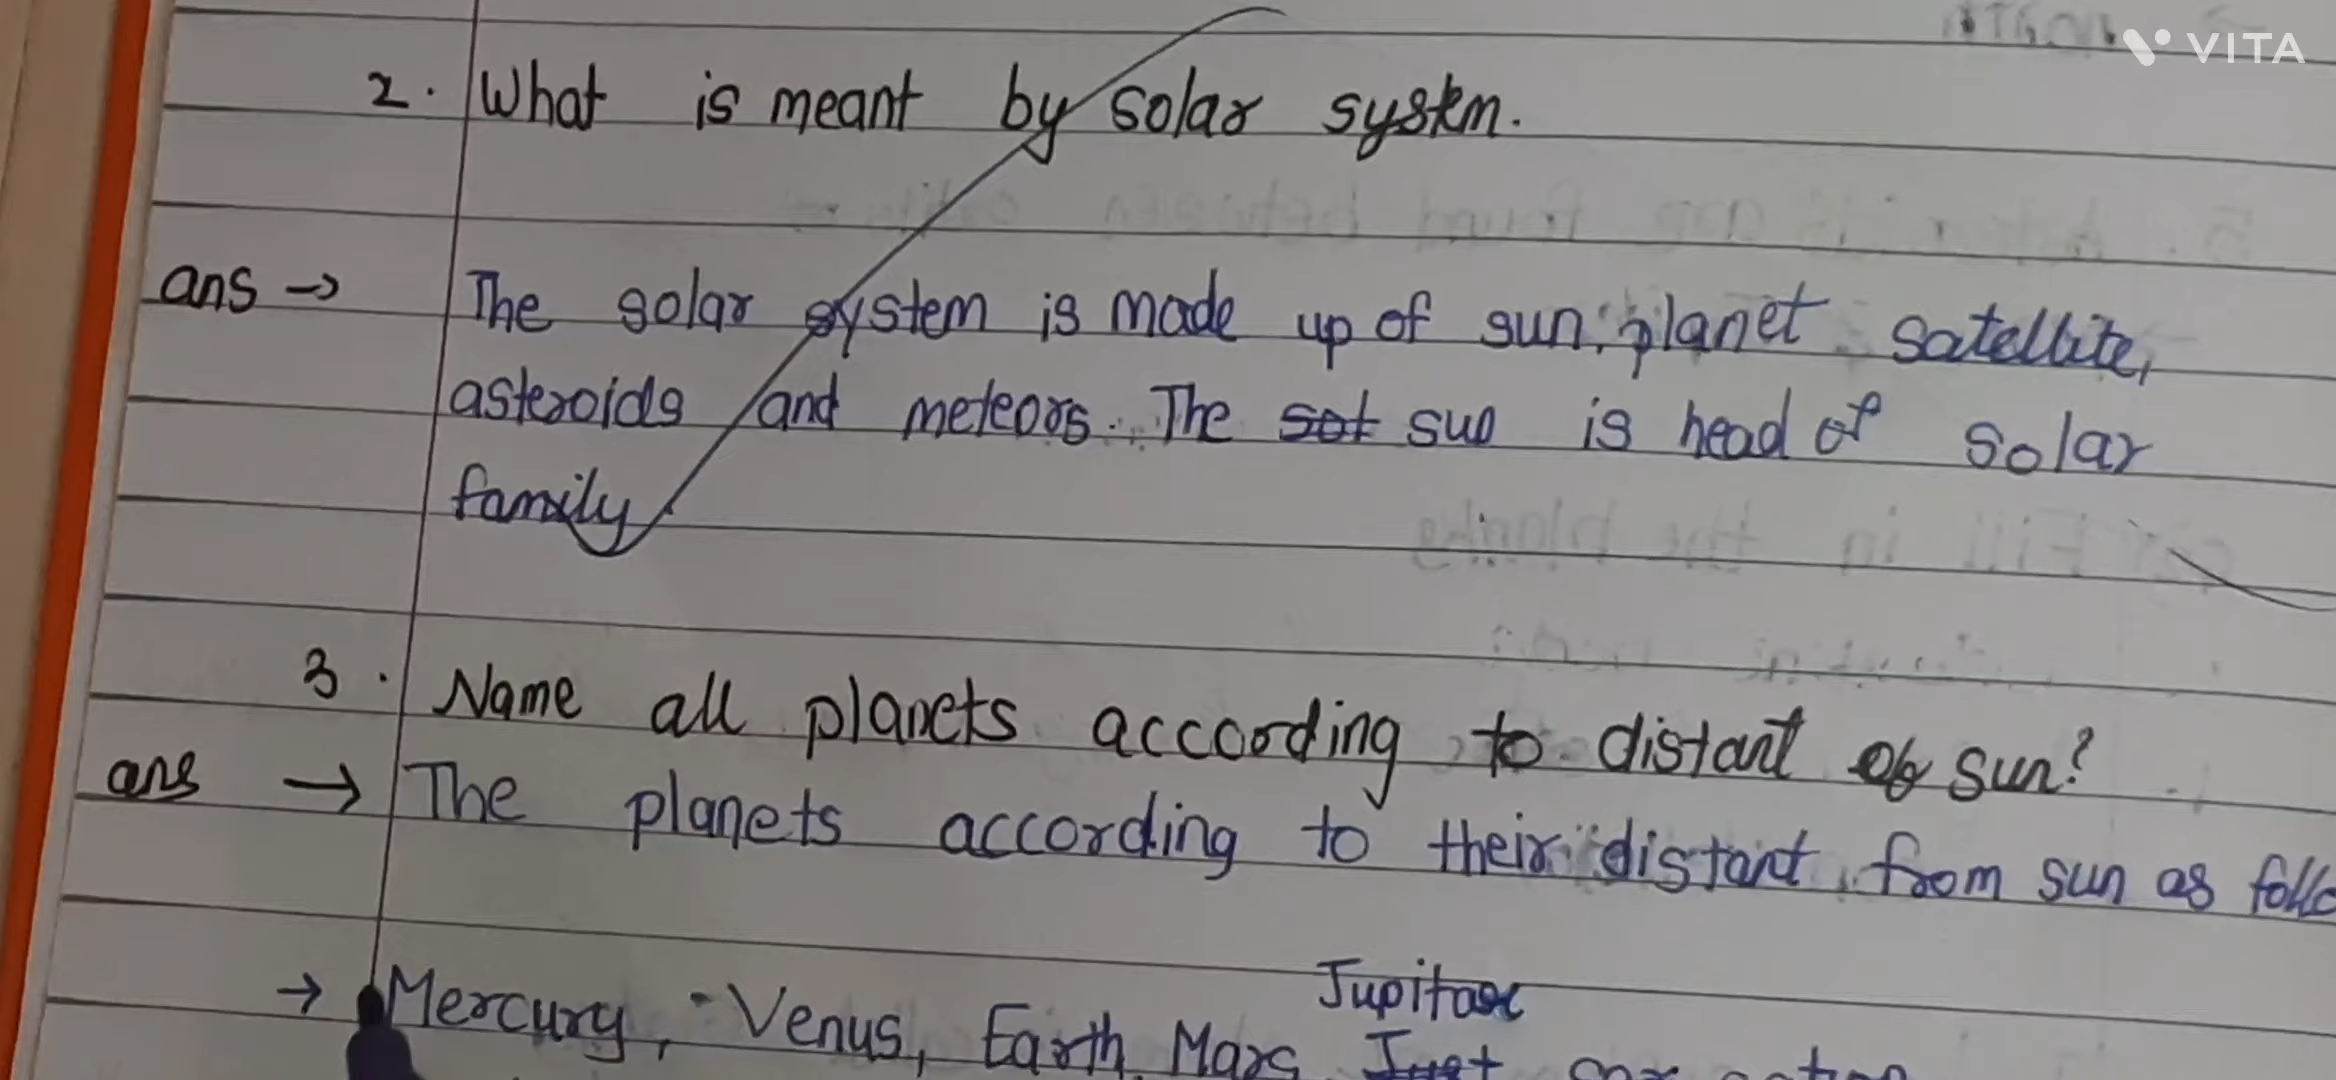 VITA
2. What is meant by solar system.
ans → The solar system is made up of sun, planet satellite,
asteroids and meteors. The sot sun is head of solar
family
3. Name all planets according to distant of sun?
ans → The planets according to their distant from sun as follo
Jupitar
→ Mercury, Venus, Earth, Mars